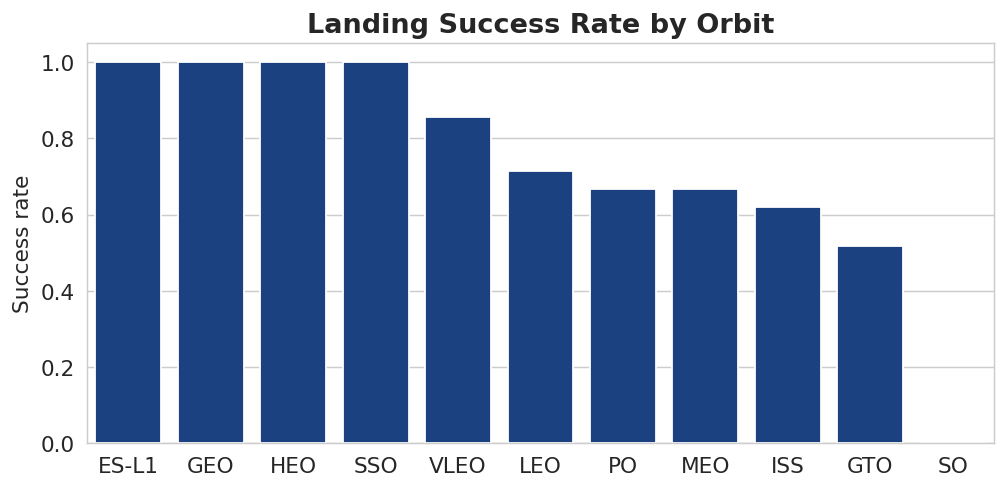 Landing Success Rate by Orbit
Success rate
1.0
0.8
0.6
0.4
0.2
0.0
ES-L1 GEO HEO SSO VLEO LEO PO MEO ISS GTO SO